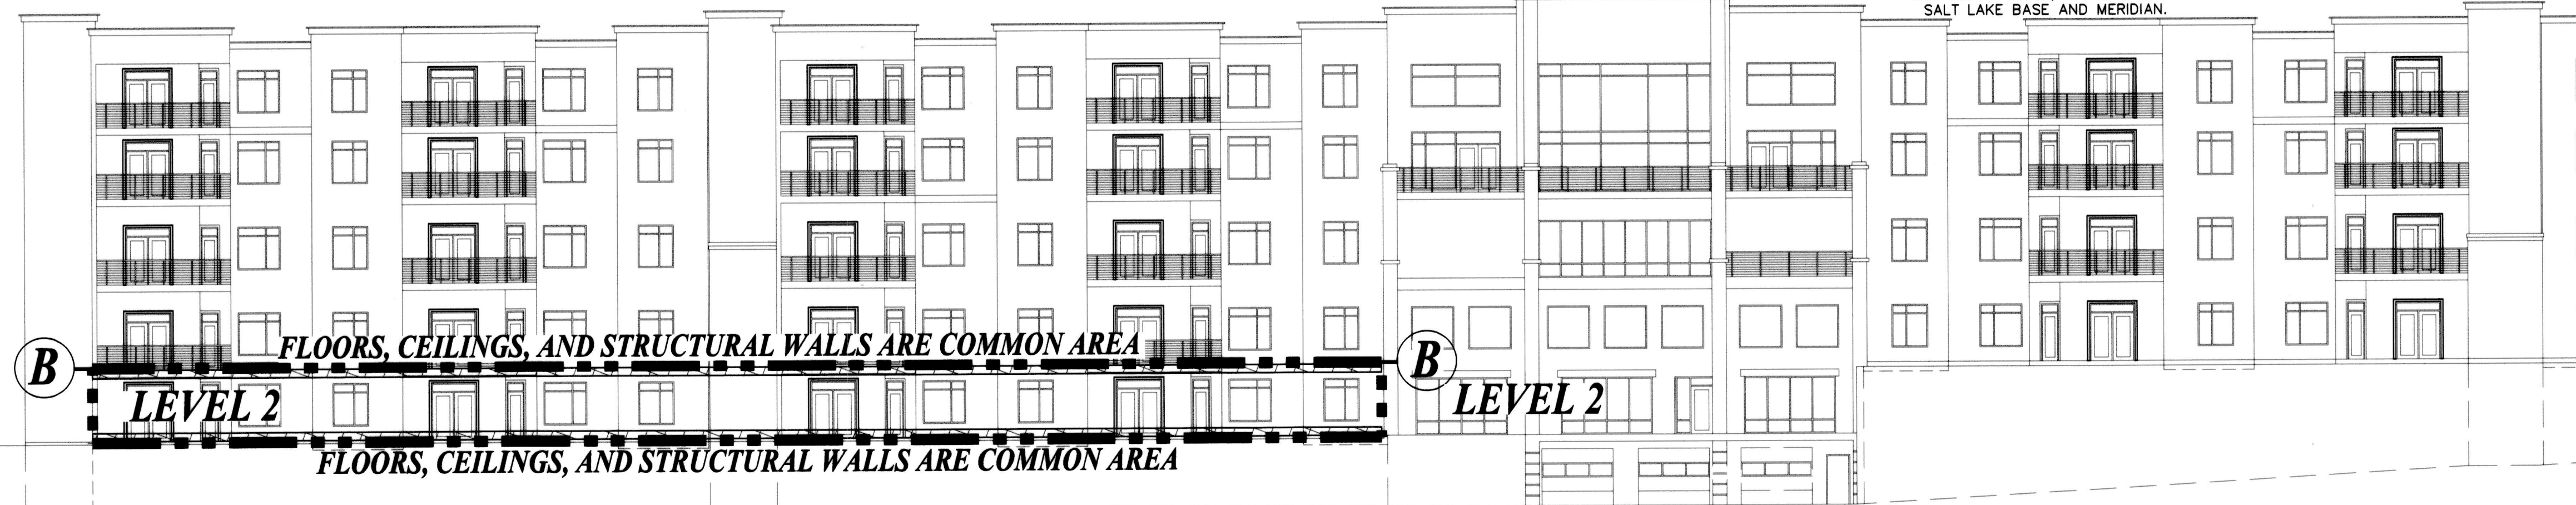 SALT LAKE BASE AND MERIDIAN.
FLOORS, CEILINGS, AND STRUCTURAL WALLS ARE COMMON AREA
B
B
LEVEL 2
LEVEL 2
FLOORS, CEILINGS, AND STRUCTURAL WALLS ARE COMMON AREA